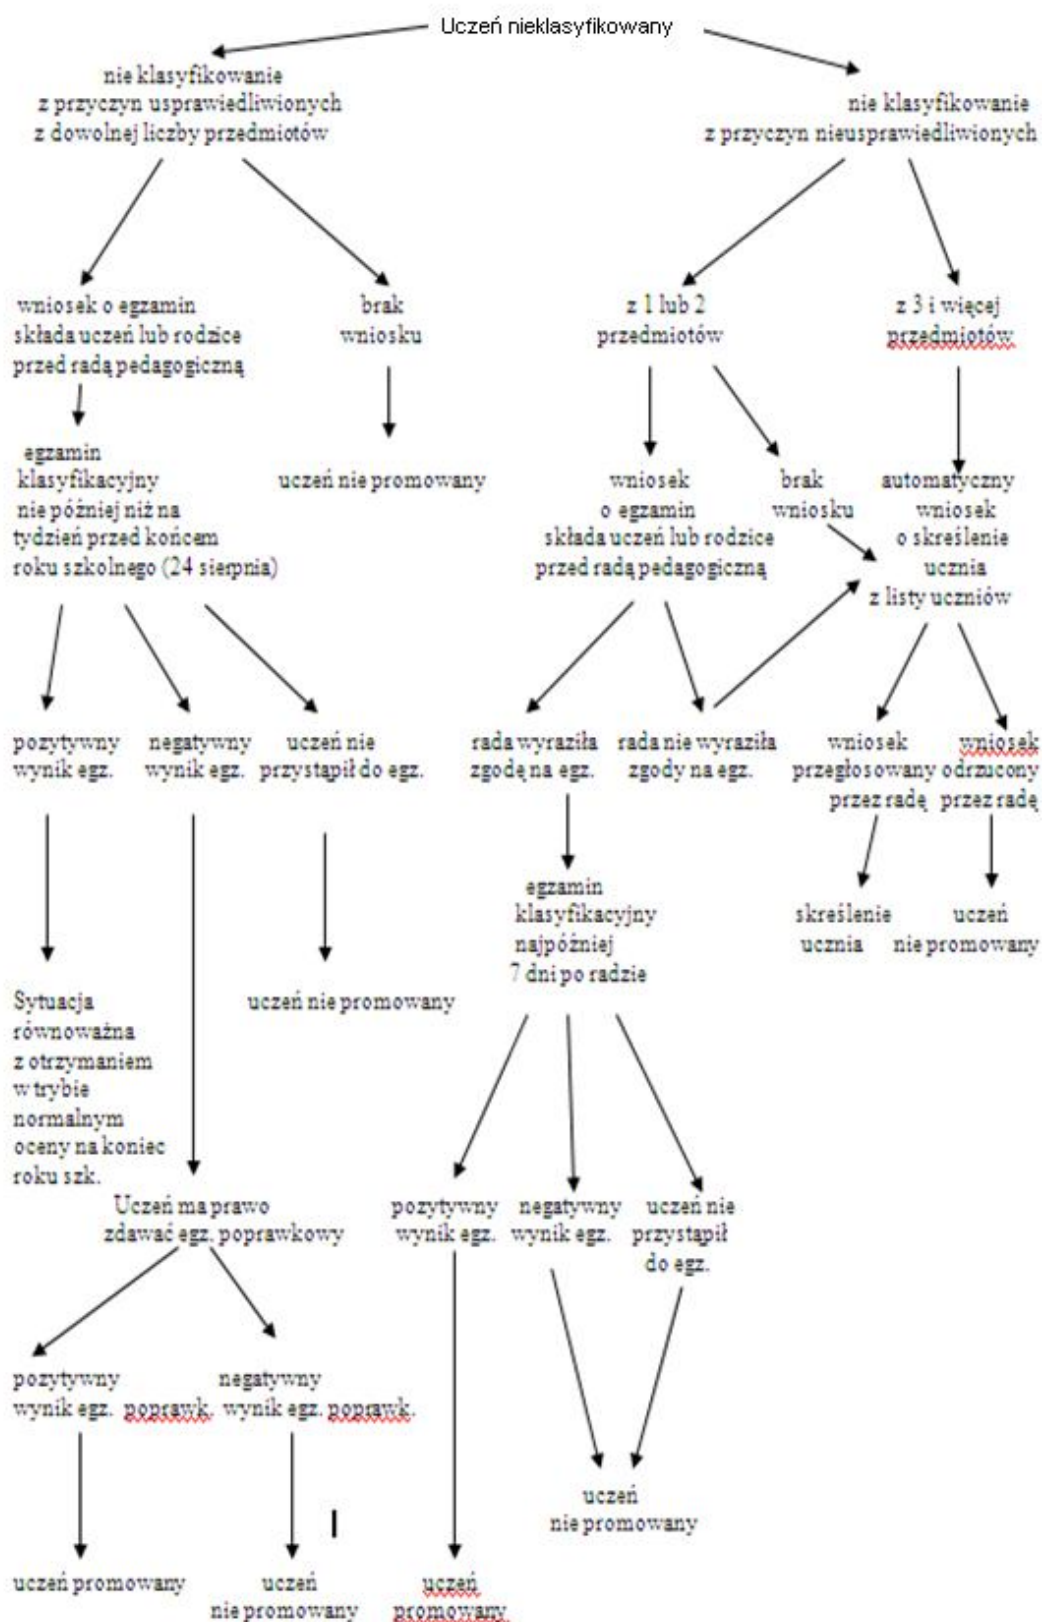 Uczeń nieklasyfikowany
nie klasyfikowanie
z przyczyn usprawiedliwionych
z dowolnej liczby przedmiotów
nie klasyfikowanie
z przyczyn nieusprawiedliwionych
wniosek o egzamin
składa uczeń lub rodzice
przed radą pedagogiczną
brak
wniosku
z 1 lub 2
przedmiotów
z 3 i więcej
przedmiotów
egzamin
klasyfikacyjny
nie później niż na
tydzień przed końcem
roku szkolnego (24 sierpnia)
uczeń nie promowany
wniosek
o egzamin
składa uczeń lub rodzice
przed radą pedagogiczną
brak
wniosku
automatyczny
wniosek
o skreślenie
ucznia
z listy uczniów
pozytywny
wynik egz.
negatywny
wynik egz.
uczeń nie
przystąpił do egz.
rada wyraziła
zgodę na egz.
rada nie wyraziła
zgody na egz.
wniosek
przegłosowany
przez radę
wniosek
odrzucony
przez radę
egzamin
klasyfikacyjny
najpóźniej
7 dni po radzie
skreślenie
ucznia
uczeń
nie promowany
Sytuacja
równoważna
z otrzymaniem
w trybie
normalnym
oceny na koniec
roku szk.
uczeń nie promowany
Uczeń ma prawo
zdawać egz. poprawkowy
pozytywny
wynik egz.
negatywny
wynik egz.
uczeń nie
przystąpił
do egz.
pozytywny
wynik egz. poprawk.
negatywny
wynik egz. poprawk.
uczeń
nie promowany
uczeń promowany
uczeń
nie promowany
uczeń
promowany